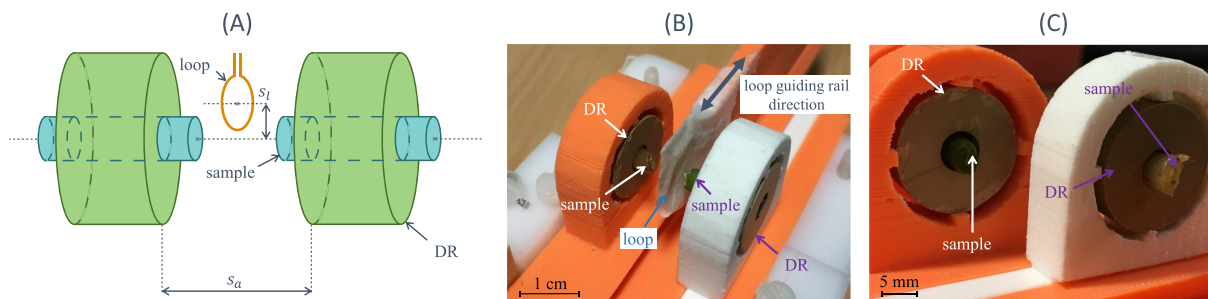 (A)
loop
s_l
sample
DR
s_a
(B)
DR
loop guiding rail
direction
sample
sample
loop
DR
1 cm
(C)
DR
sample
DR
sample
5 mm